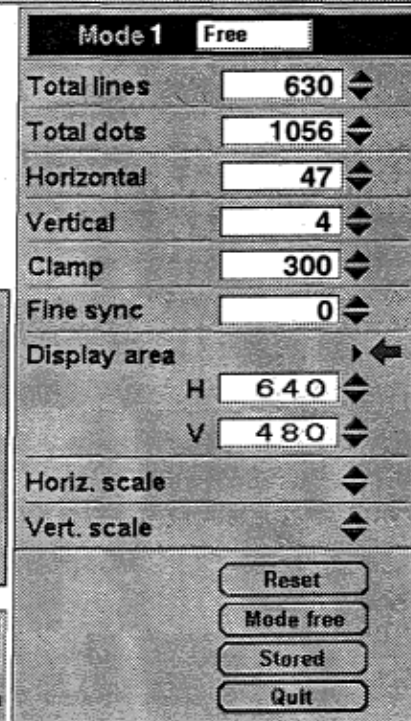 Mode 1 Free
Total lines 630
Total dots 1056
Horizontal 47
Vertical 4
Clamp 300
Fine sync 0
Display area
H 640
V 480
Horiz. scale
Vert. scale
Reset
Mode free
Stored
Quit